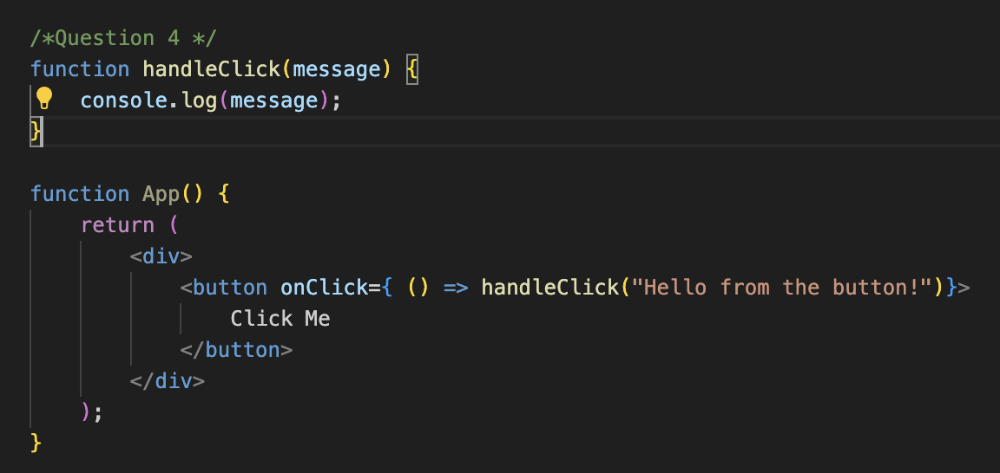 /*Question 4 */
function handleClick(message) {
    console.log(message);
}

function App() {
    return (
        <div>
            <button onClick={ () => handleClick("Hello from the button!")}>
                Click Me
            </button>
        </div>
    );
}